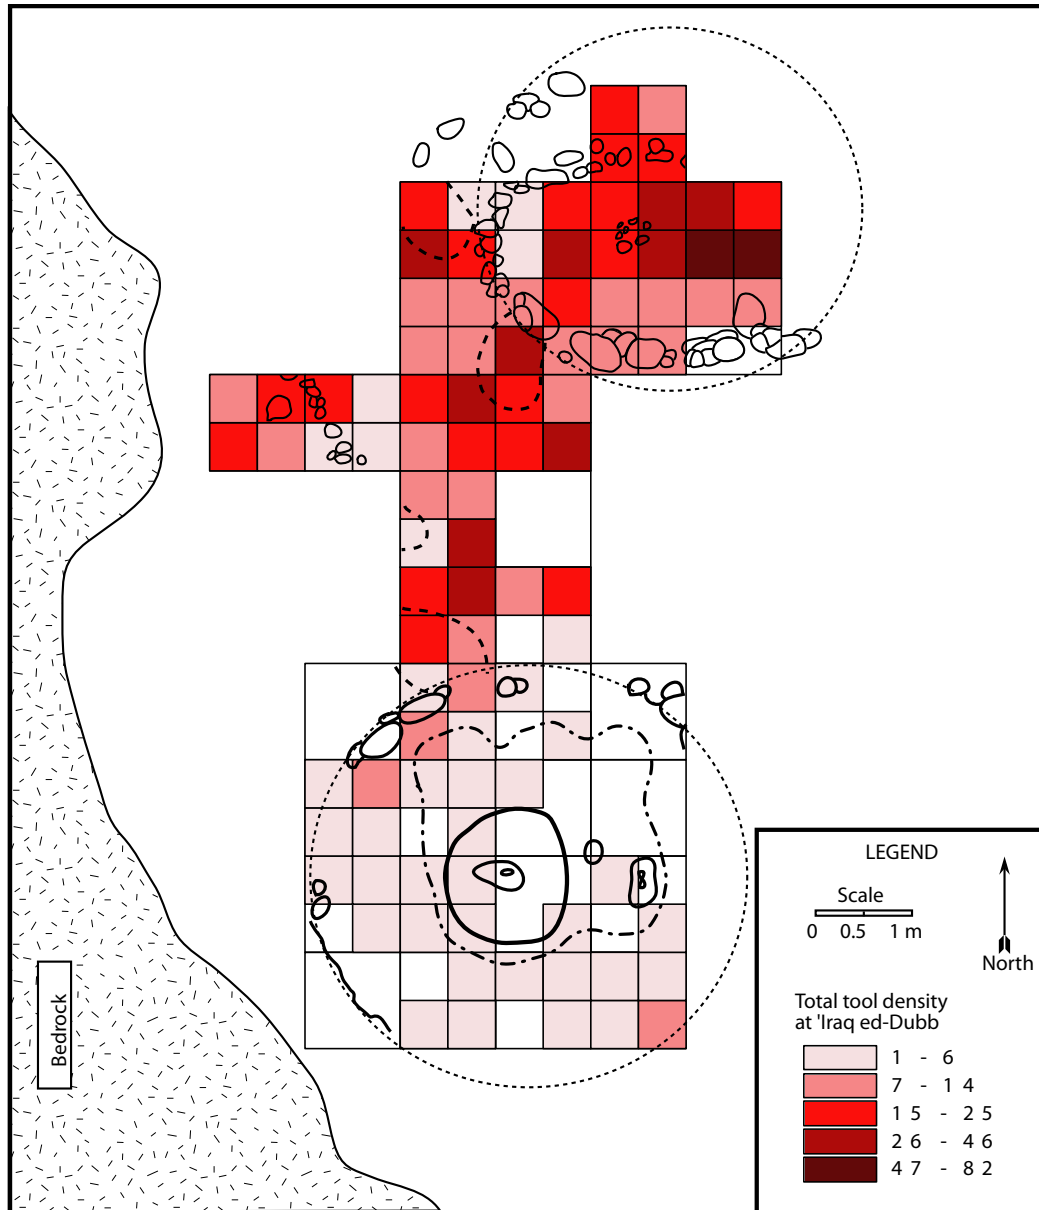 LEGEND
Scale
0 0.5 1 m
North
Total tool density
at 'Iraq ed-Dubb
1 - 6
7 - 14
15 - 25
26 - 46
47 - 82
Bedrock